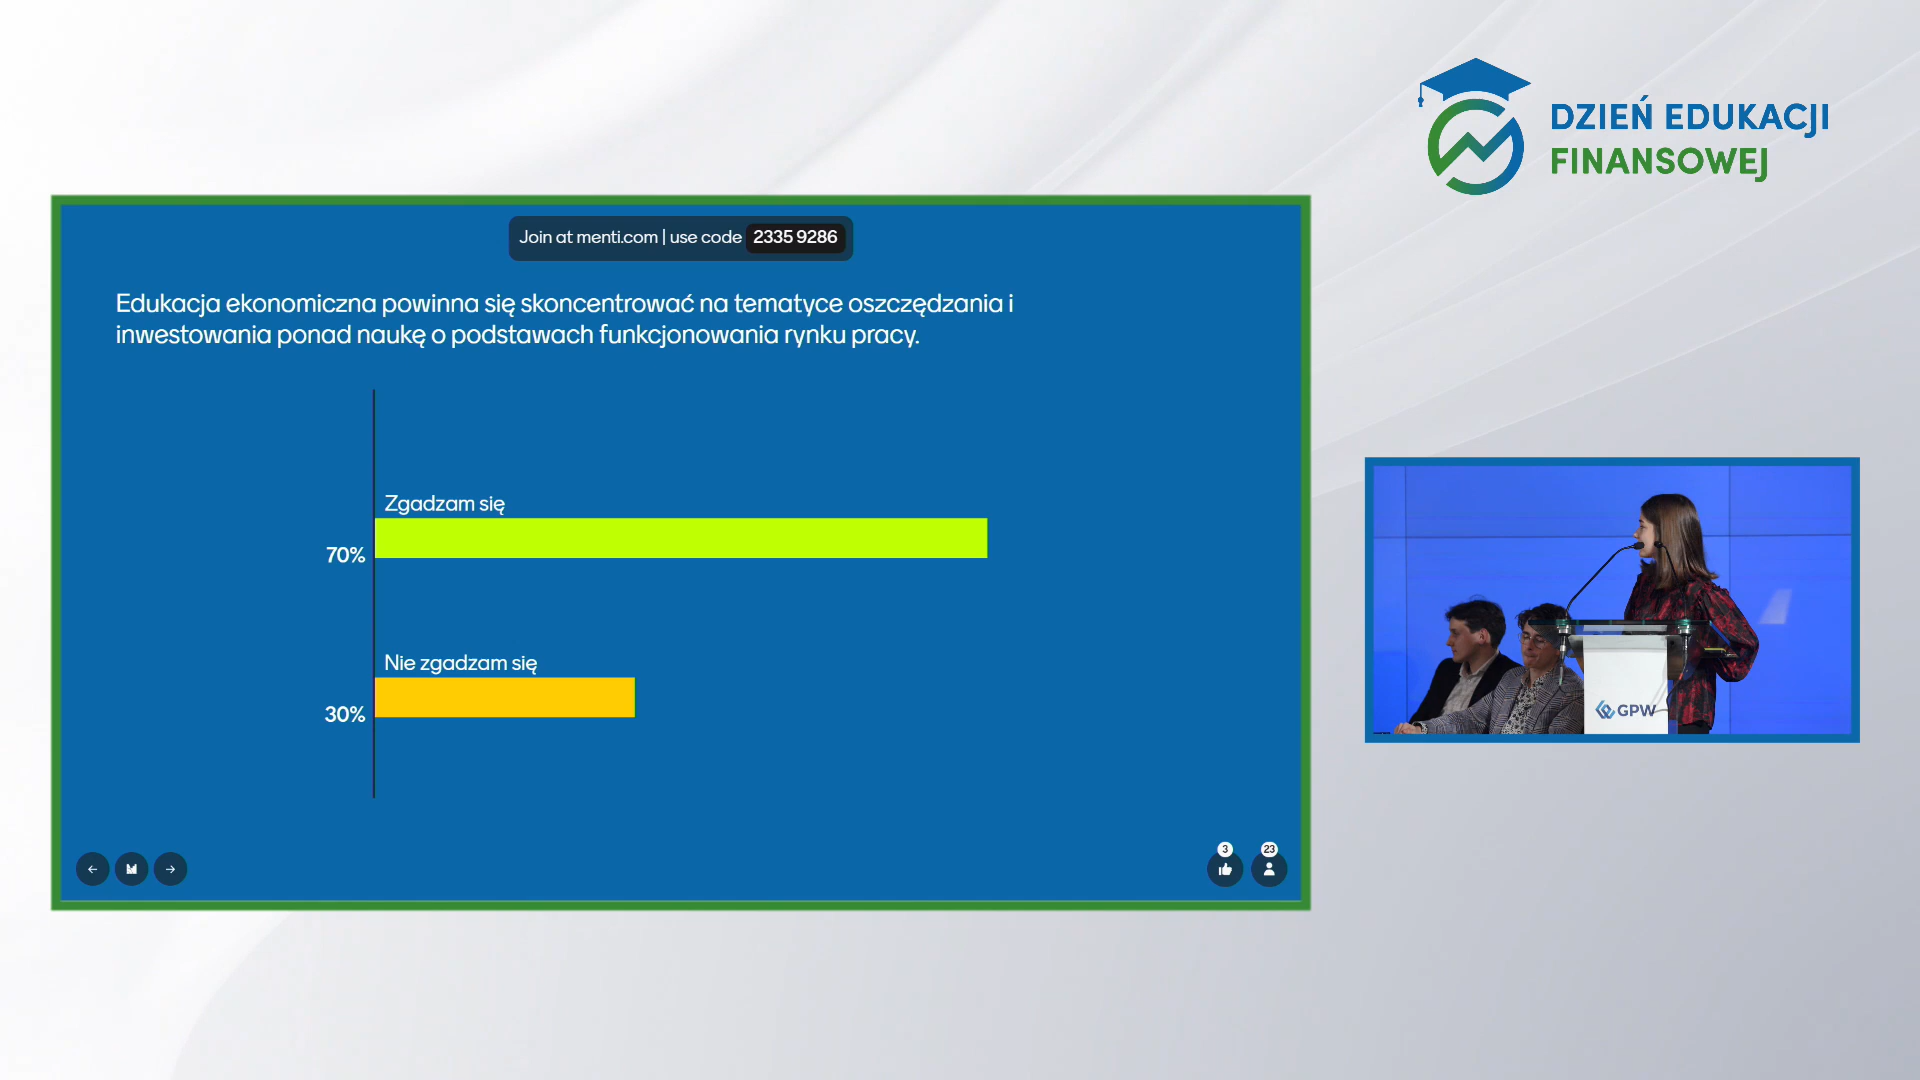 DZIEŃ EDUKACJI
FINANSOWEJ
Join at menti.com | use code 2335 9286
Edukacja ekonomiczna powinna się skoncentrować na tematyce oszczędzania i
inwestowania ponad naukę o podstawach funkcjonowania rynku pracy.
Zgadzam się
70%
Nie zgadzam się
30%
3
23
GPW